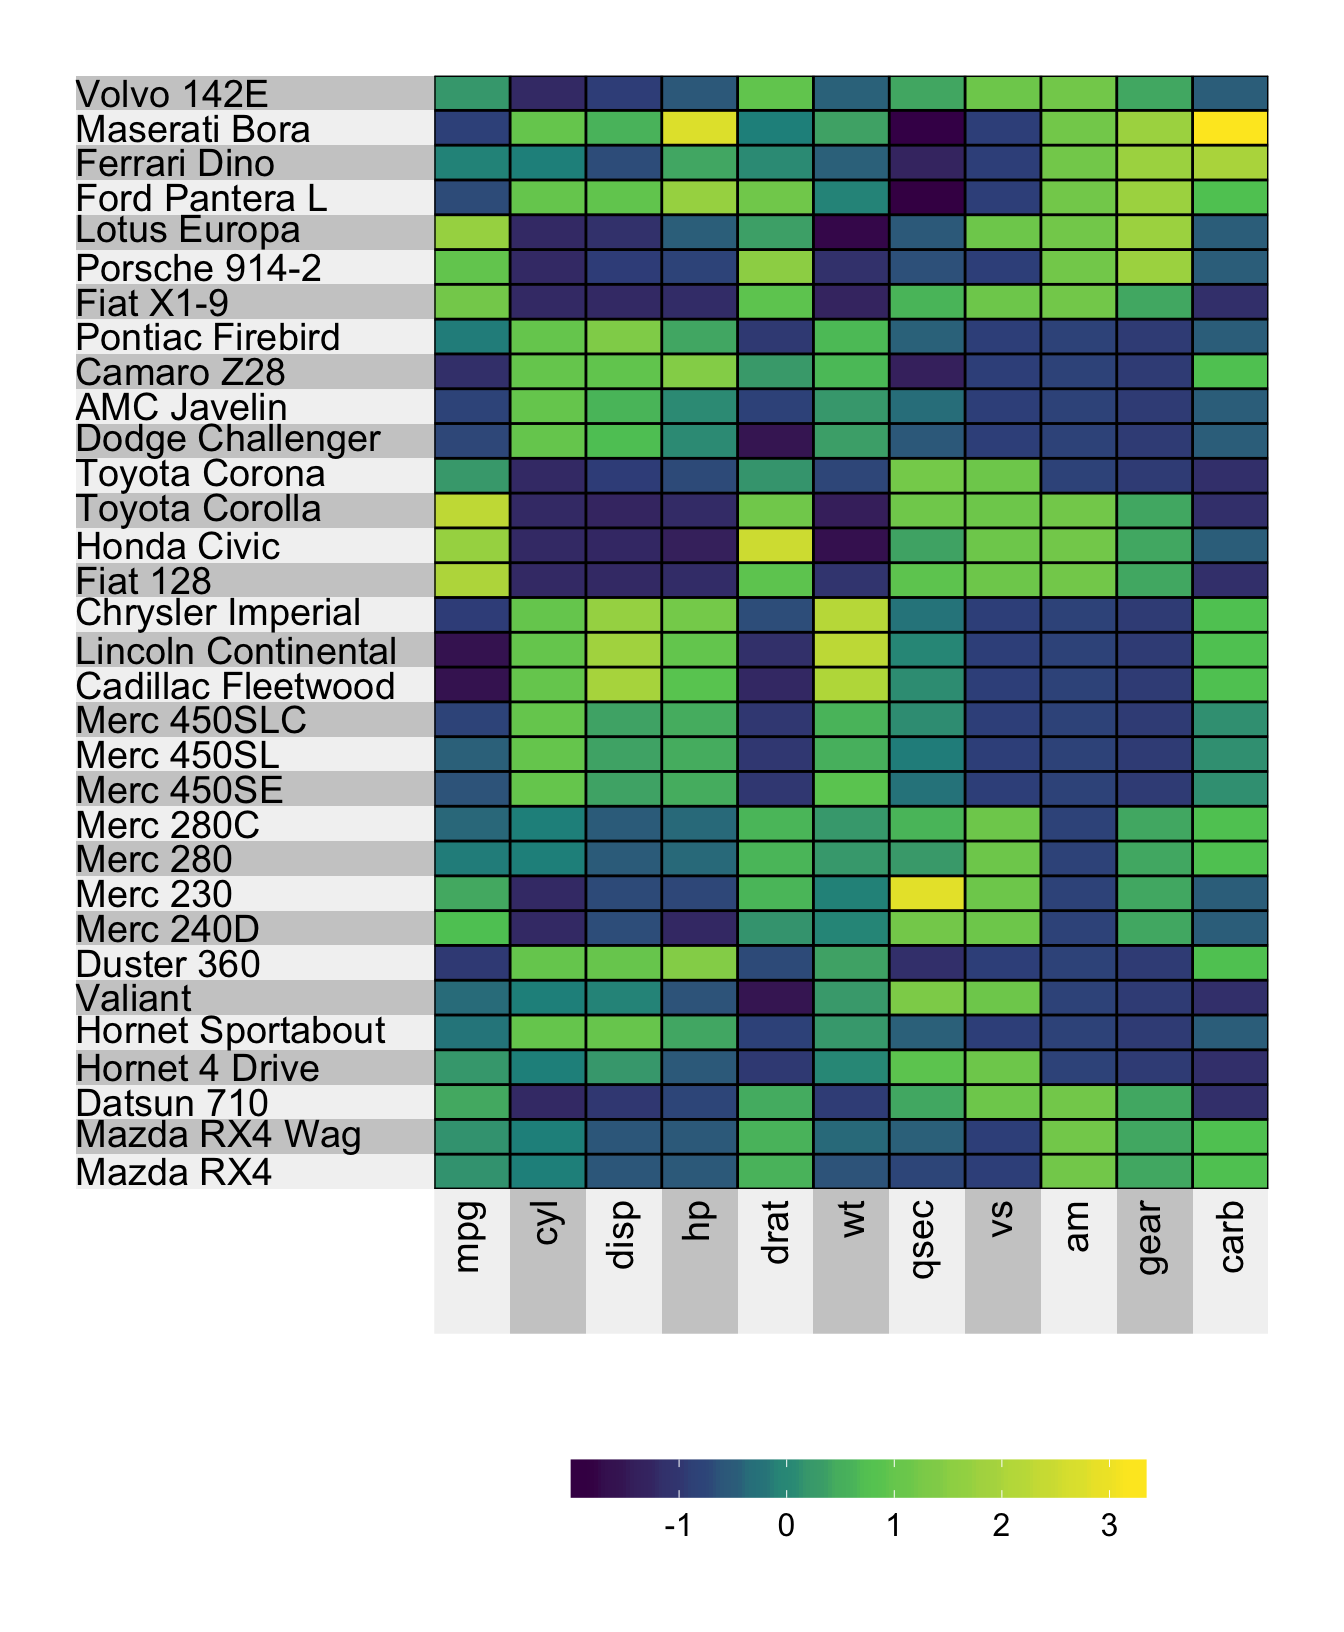 Volvo 142E
Maserati Bora
Ferrari Dino
Ford Pantera L
Lotus Europa
Porsche 914-2
Fiat X1-9
Pontiac Firebird
Camaro Z28
AMC Javelin
Dodge Challenger
Toyota Corona
Toyota Corolla
Honda Civic
Fiat 128
Chrysler Imperial
Lincoln Continental
Cadillac Fleetwood
Merc 450SLC
Merc 450SL
Merc 450SE
Merc 280C
Merc 280
Merc 230
Merc 240D
Duster 360
Valiant
Hornet Sportabout
Hornet 4 Drive
Datsun 710
Mazda RX4 Wag
Mazda RX4
mpg cyl disp hp drat wt qsec vs am gear carb
-1 0 1 2 3